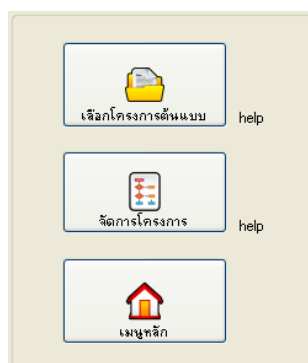 เลือกโครงการต้นแบบ
help
จัดการโครงการ
help
เมนูหลัก